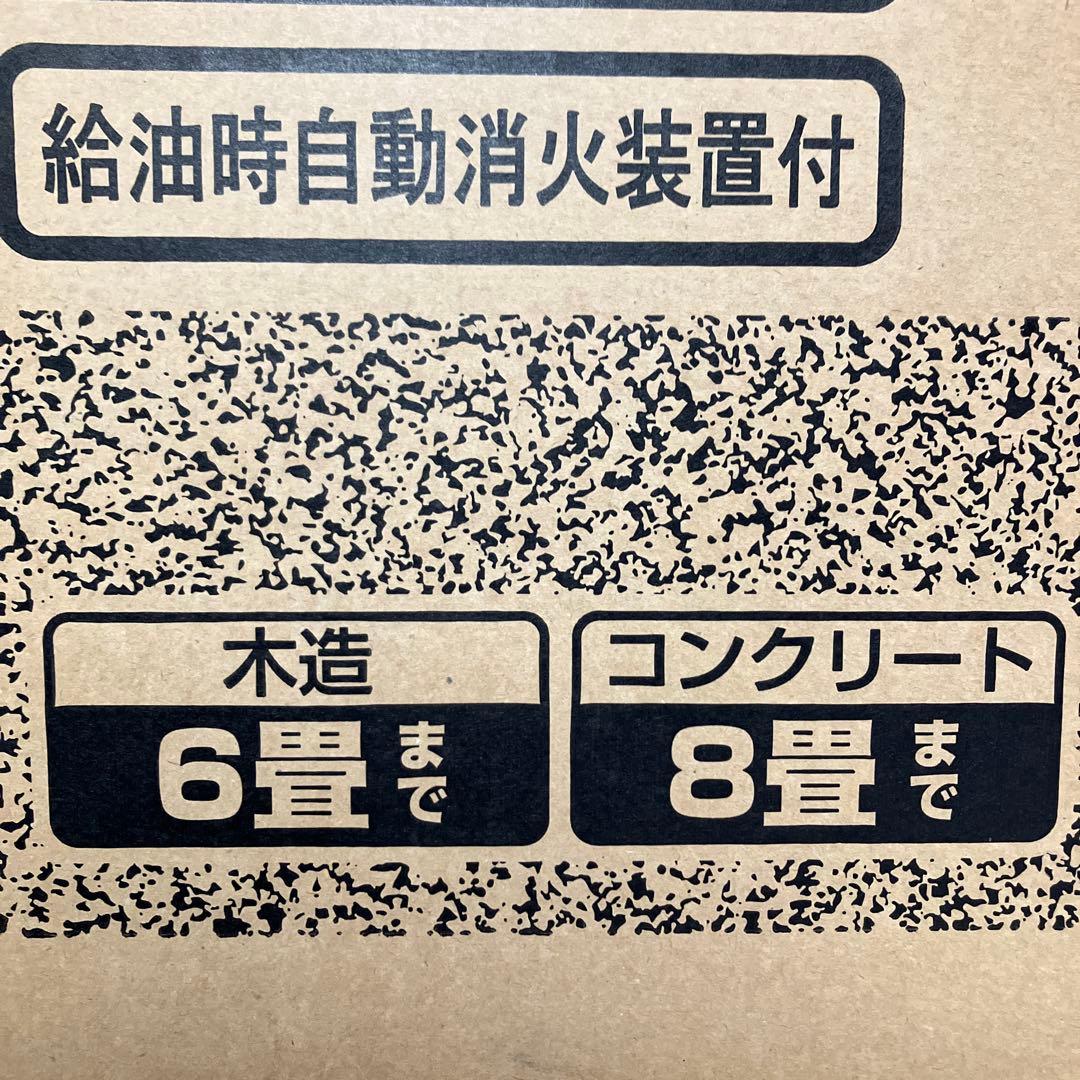 給油時自動消火装置付
木造
6畳まで
コンクリート
8畳まで